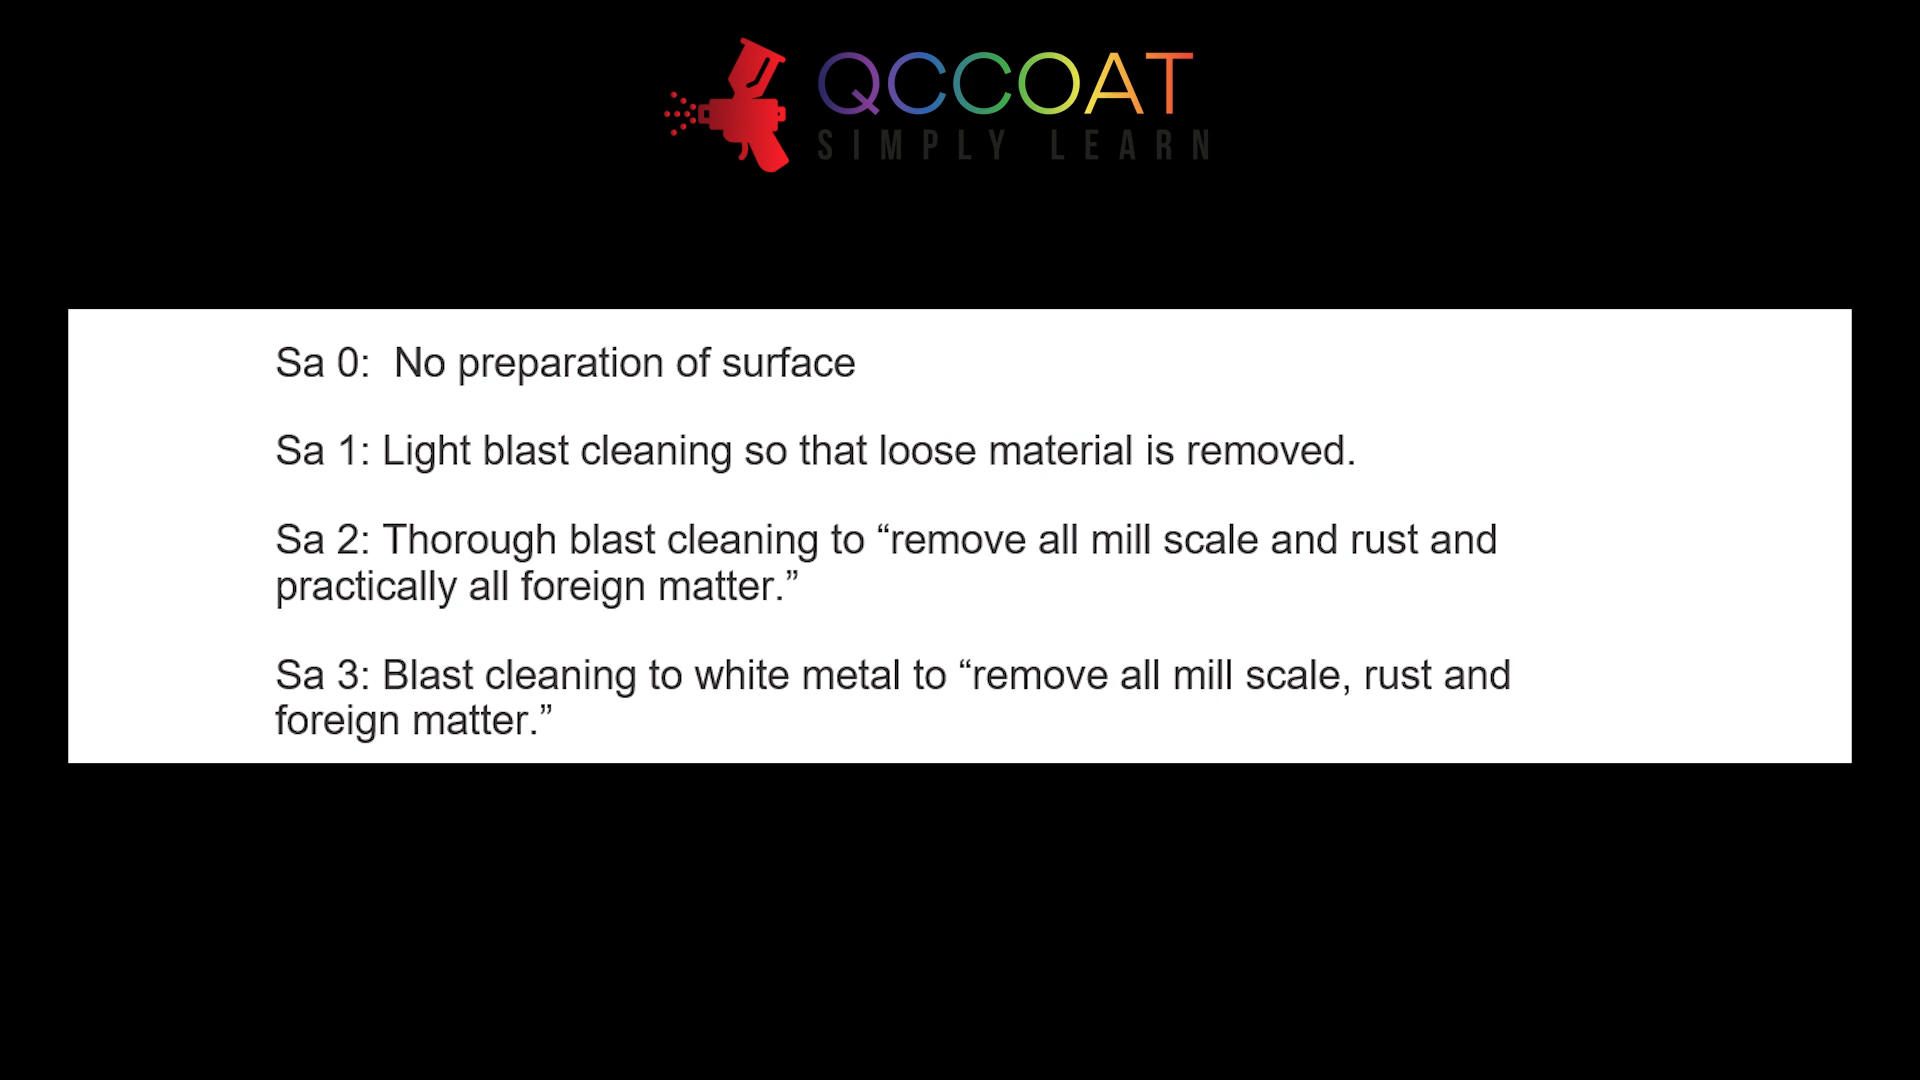 QCCOAT
SIMPLY LEARN
Sa 0: No preparation of surface
Sa 1: Light blast cleaning so that loose material is removed.
Sa 2: Thorough blast cleaning to “remove all mill scale and rust and
practically all foreign matter.”
Sa 3: Blast cleaning to white metal to “remove all mill scale, rust and
foreign matter.”